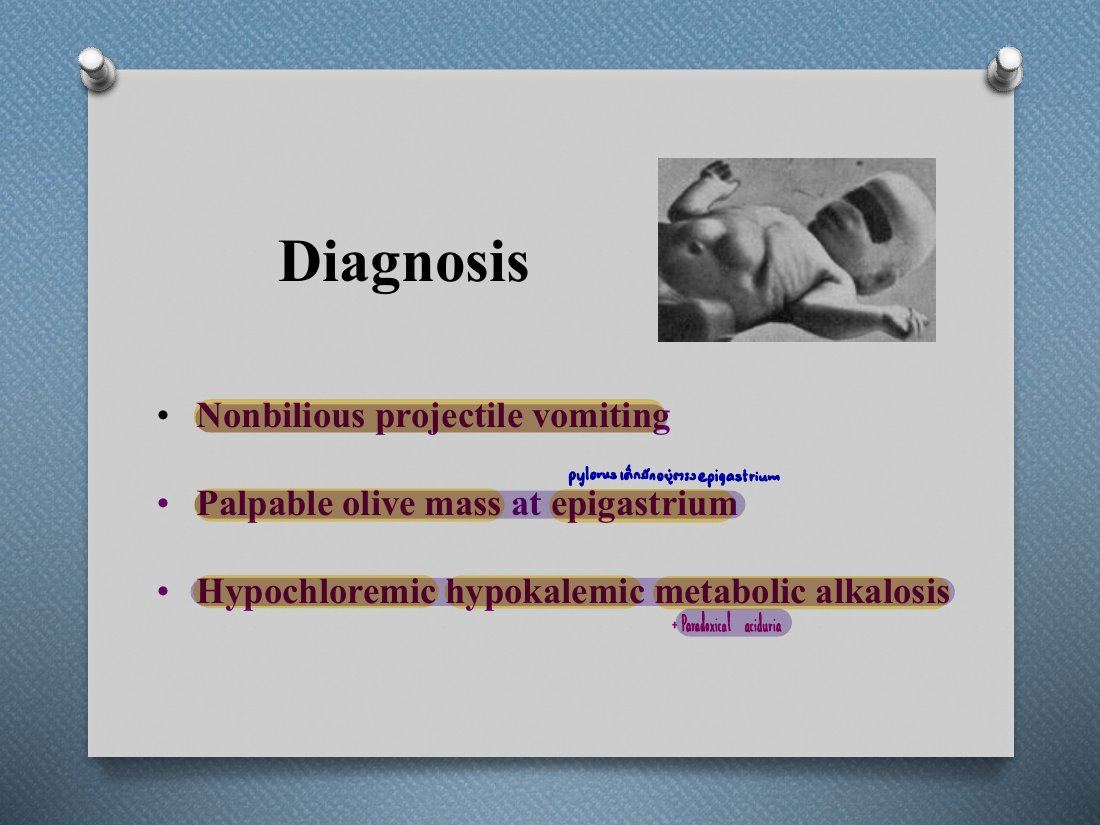 Diagnosis
• Nonbilious projectile vomiting
pylorus เด็กมักอยู่ตรง epigastrium
• Palpable olive mass at epigastrium
• Hypochloremic hypokalemic metabolic alkalosis
+ Paradoxical aciduria